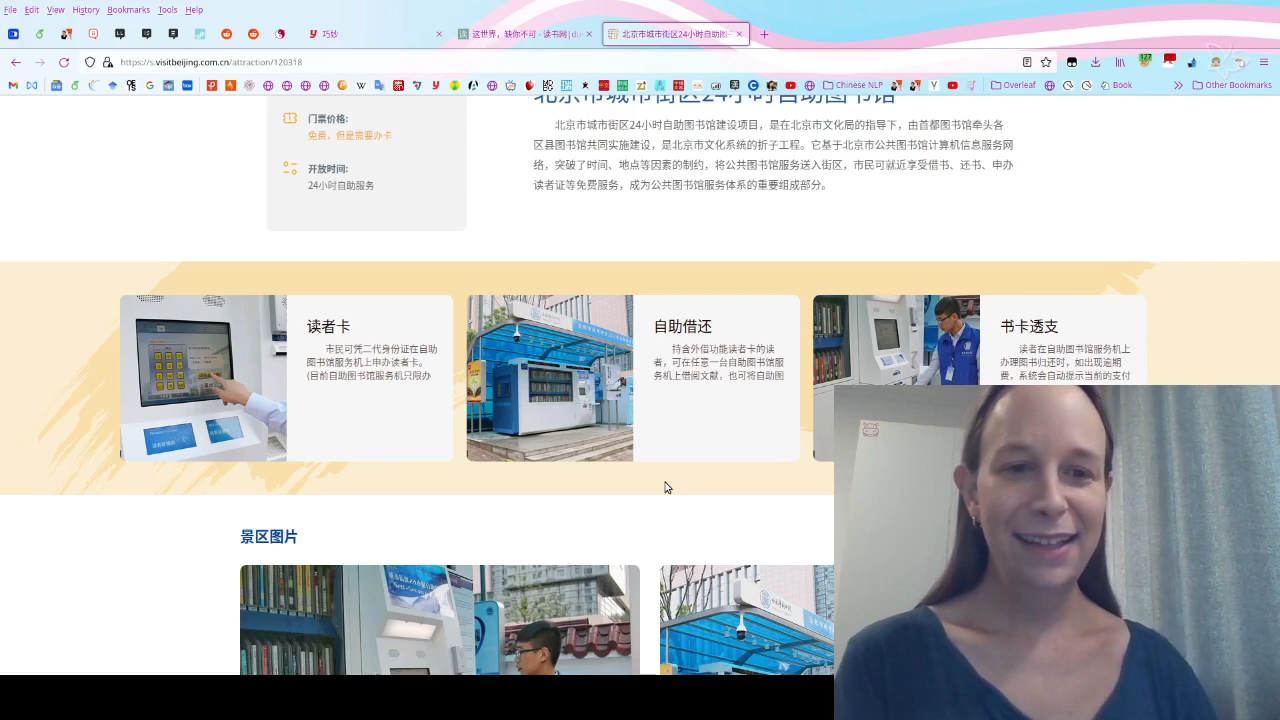 File Edit View History Bookmarks Tools Help
巧妙
这世界，缺你不可 - 读书网|du
北京市城市街区24小时自助图
https://s.visitbeijing.com.cn/attraction/120318
127
Chinese NLP
Overleaf
Book
Other Bookmarks
北京市城市街区24小时自助图书馆
门票价格:
免费，但是需要办卡
开放时间:
24小时自助服务
北京市城市街区24小时自助图书馆建设项目，是在北京市文化局的指导下，由首都图书馆牵头各
区县图书馆共同实施建设，是北京市文化系统的折子工程。它基于北京市公共图书馆计算机信息服务网
络，突破了时间、地点等因素的制约，将公共图书馆服务送入街区，市民可就近享受借书、还书、申办
读者证等免费服务，成为公共图书馆服务体系的重要组成部分。
读者卡
市民可凭二代身份证在自助
图书馆服务机上申办读者卡。
(目前自助图书馆服务机只限办
自助借还
持含外借功能读者卡的读
者，可在任意一台自助图书馆服
务机上借阅文献，也可将自助图
书卡透支
读者在自助图书馆服务机上
办理图书归还时，如出现逾期
费，系统会自动提示当前的支付
景区图片